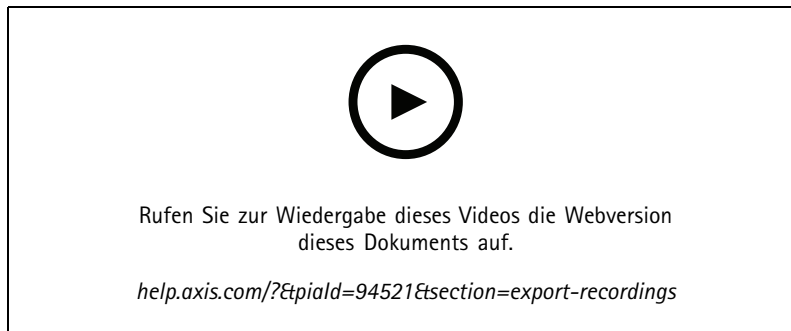 Rufen Sie zur Wiedergabe dieses Videos die Webversion
dieses Dokuments auf.
help.axis.com/?&piaId=94521&section=export-recordings